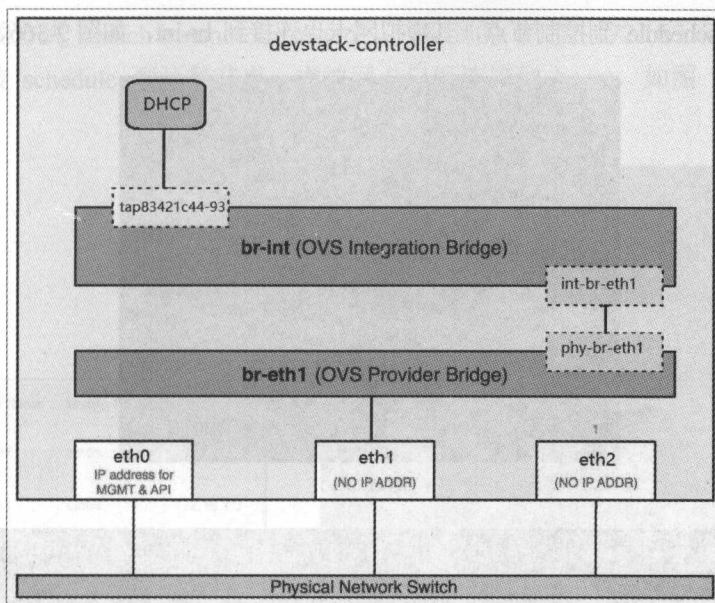 devstack-controller
DHCP
tap83421c44-93
br-int (OVS Integration Bridge)
int-br-eth1
phy-br-eth1
br-eth1 (OVS Provider Bridge)
eth0
IP address for
MGMT & API
eth1
(NO IP ADDR)
eth2
(NO IP ADDR)
Physical Network Switch